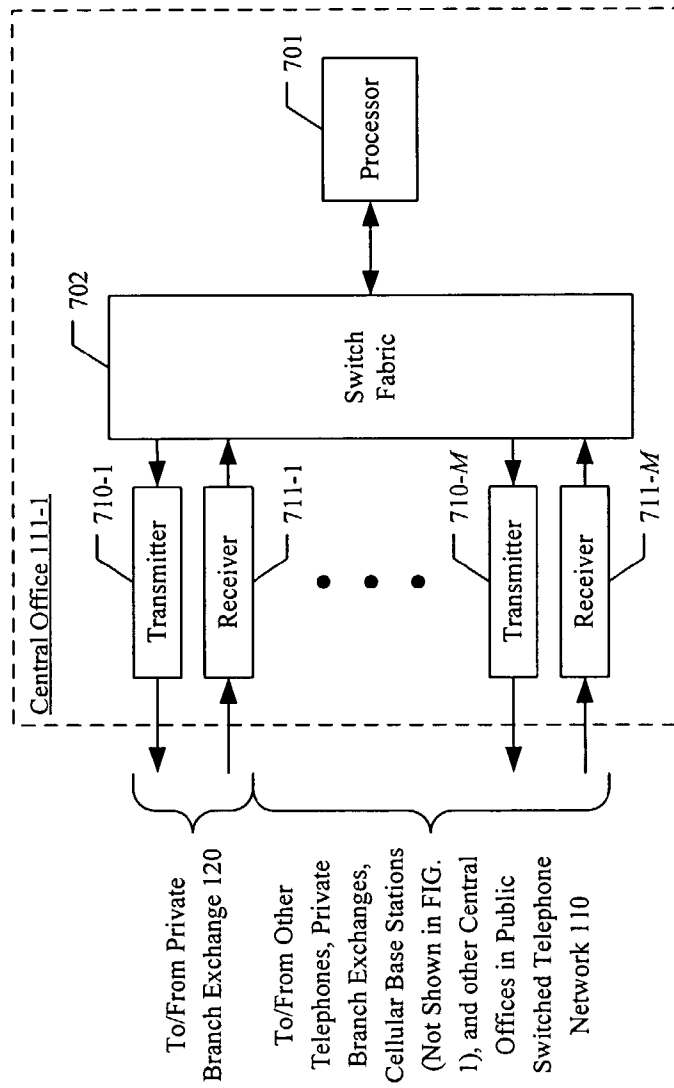 Central Office 111-1
710-1
Transmitter
Receiver
711-1
710-M
Transmitter
Receiver
711-M
702
Switch
Fabric
701
Processor
To/From Private
Branch Exchange 120
To/From Other
Telephones, Private
Branch Exchanges,
Cellular Base Stations
(Not Shown in FIG.
1), and other Central
Offices in Public
Switched Telephone
Network 110